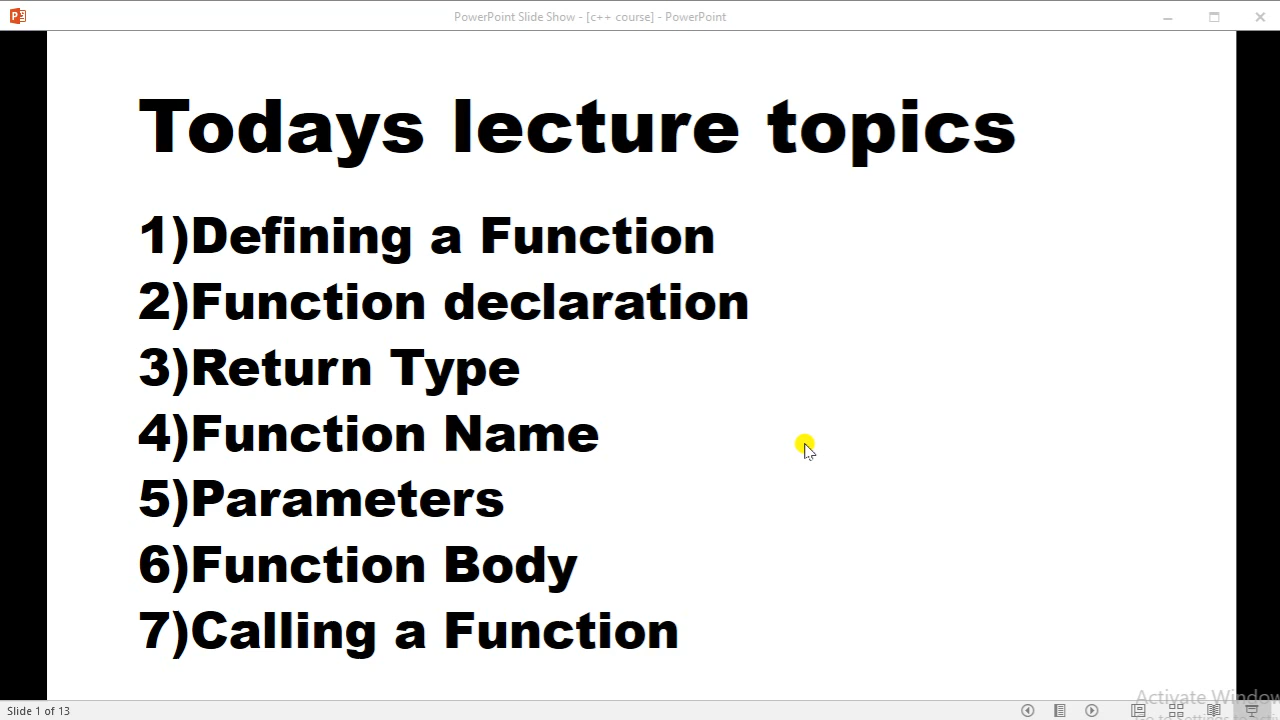 PowerPoint Slide Show - [c++ course] - PowerPoint
Todays lecture topics
1)Defining a Function
2)Function declaration
3)Return Type
4)Function Name
5)Parameters
6)Function Body
7)Calling a Function
Activate Window
Slide 1 of 13